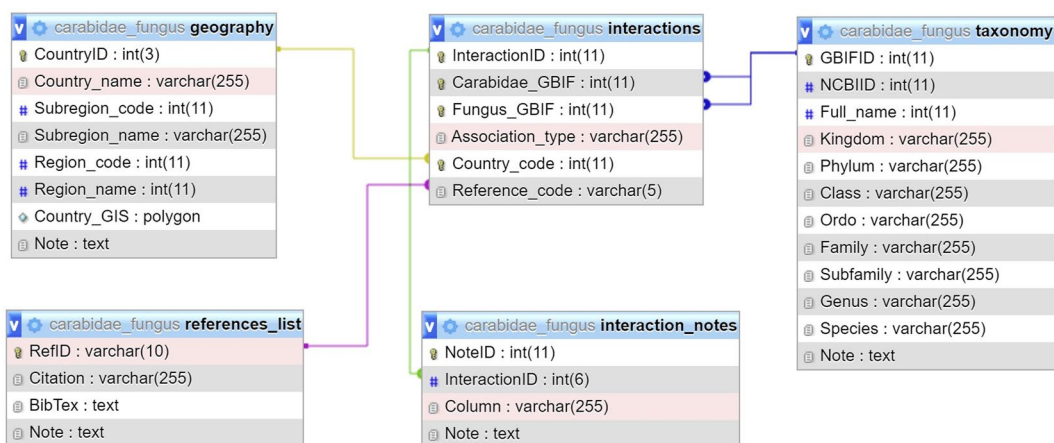 v carabidae_fungus geography
CountryID : int(3)
Country_name : varchar(255)
# Subregion_code : int(11)
Subregion_name : varchar(255)
# Region_code : int(11)
# Region_name : int(11)
Country_GIS : polygon
Note : text
v carabidae_fungus interactions
InteractionID : int(11)
Carabidae_GBIF : int(11)
Fungus_GBIF : int(11)
Association_type : varchar(255)
Country_code : int(11)
Reference_code : varchar(5)
v carabidae_fungus taxonomy
GBIFID : int(11)
# NCBIID : int(11)
# Full_name : int(11)
Kingdom : varchar(255)
Phylum : varchar(255)
Class : varchar(255)
Ordo : varchar(255)
Family : varchar(255)
Subfamily : varchar(255)
Genus : varchar(255)
Species : varchar(255)
Note : text
v carabidae_fungus references_list
RefID : varchar(10)
Citation : varchar(255)
BibTex : text
Note : text
v carabidae_fungus interaction_notes
NoteID : int(11)
# InteractionID : int(6)
Column : varchar(255)
Note : text